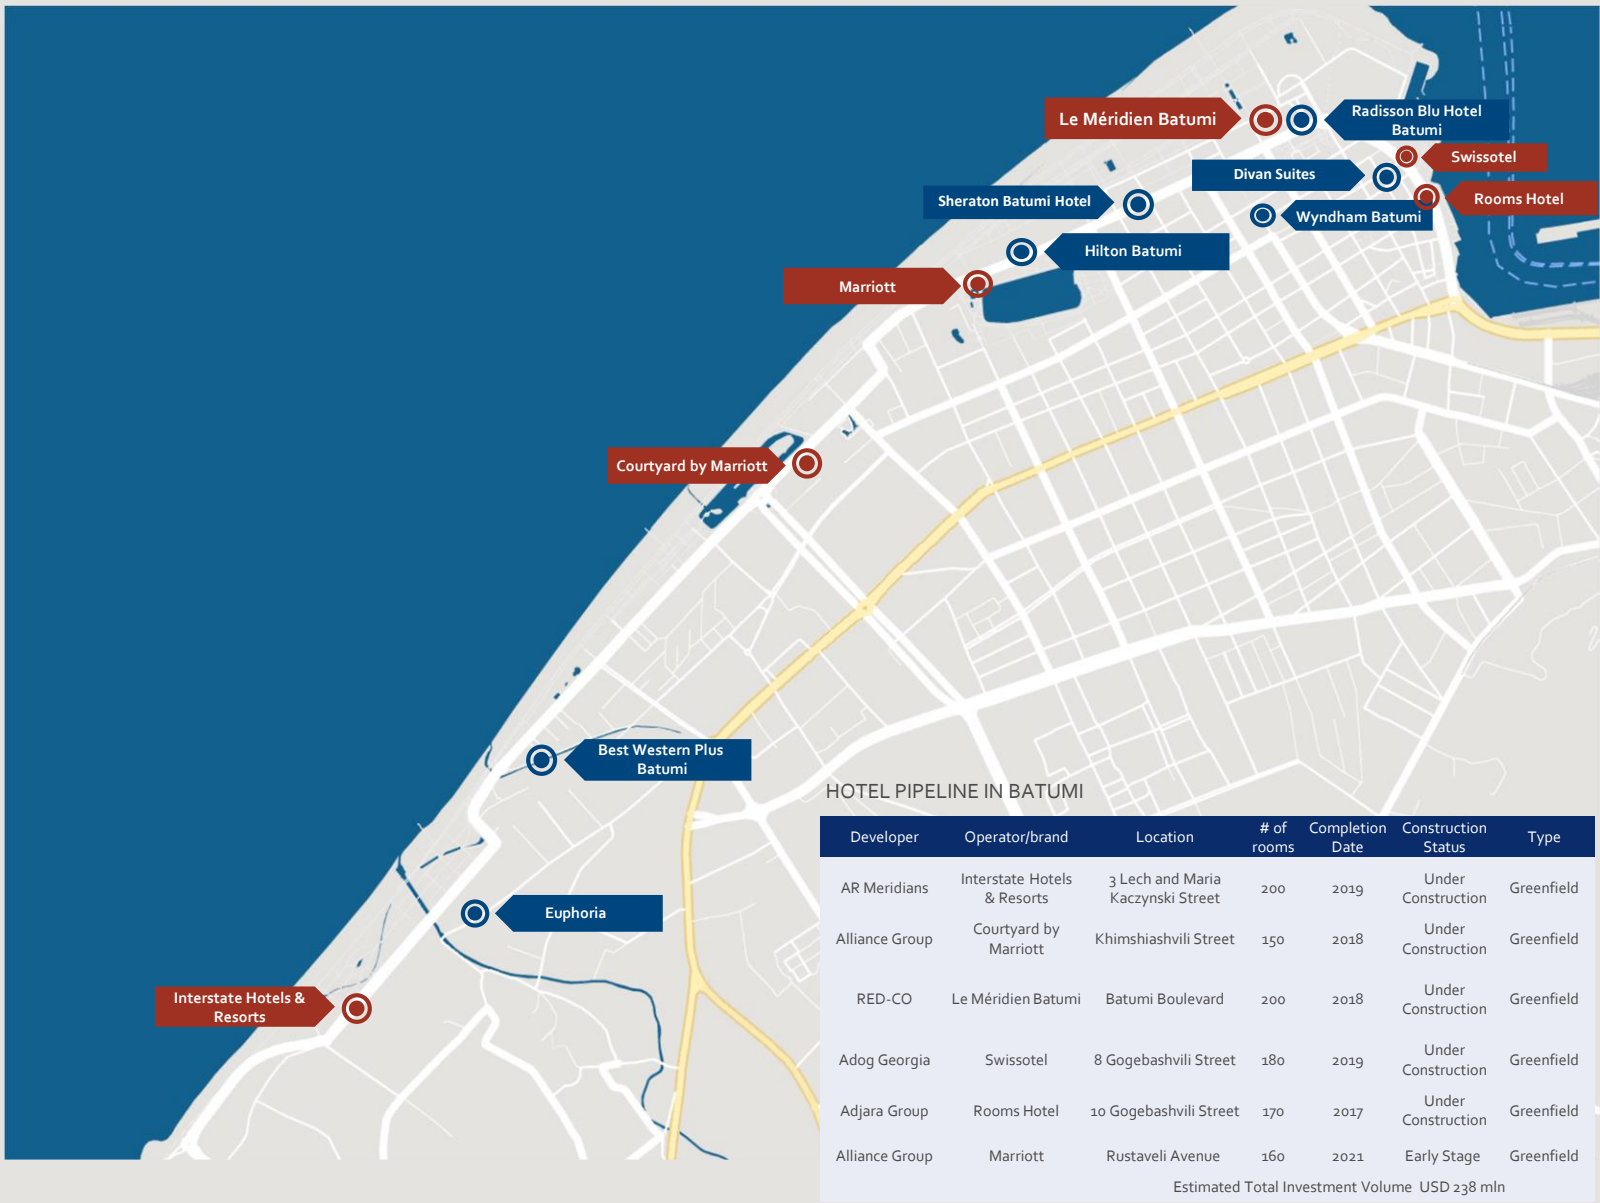 Le Méridien Batumi
Radisson Blu Hotel
Batumi
Swissotel
Divan Suites
Rooms Hotel
Sheraton Batumi Hotel
Wyndham Batumi
Hilton Batumi
Marriott
Courtyard by Marriott
Best Western Plus
Batumi
Euphoria
Interstate Hotels &
Resorts
HOTEL PIPELINE IN BATUMI
Developer Operator/brand Location # of rooms Completion Date Construction Status Type
AR Meridians Interstate Hotels & Resorts 3 Lech and Maria Kaczynski Street 200 2019 Under Construction Greenfield
Alliance Group Courtyard by Marriott Khimshiashvili Street 150 2018 Under Construction Greenfield
RED-CO Le Méridien Batumi Batumi Boulevard 200 2018 Under Construction Greenfield
Adog Georgia Swissotel 8 Gogebashvili Street 180 2019 Under Construction Greenfield
Adjara Group Rooms Hotel 10 Gogebashvili Street 170 2017 Under Construction Greenfield
Alliance Group Marriott Rustaveli Avenue 160 2021 Early Stage Greenfield
Estimated Total Investment Volume USD 238 mln